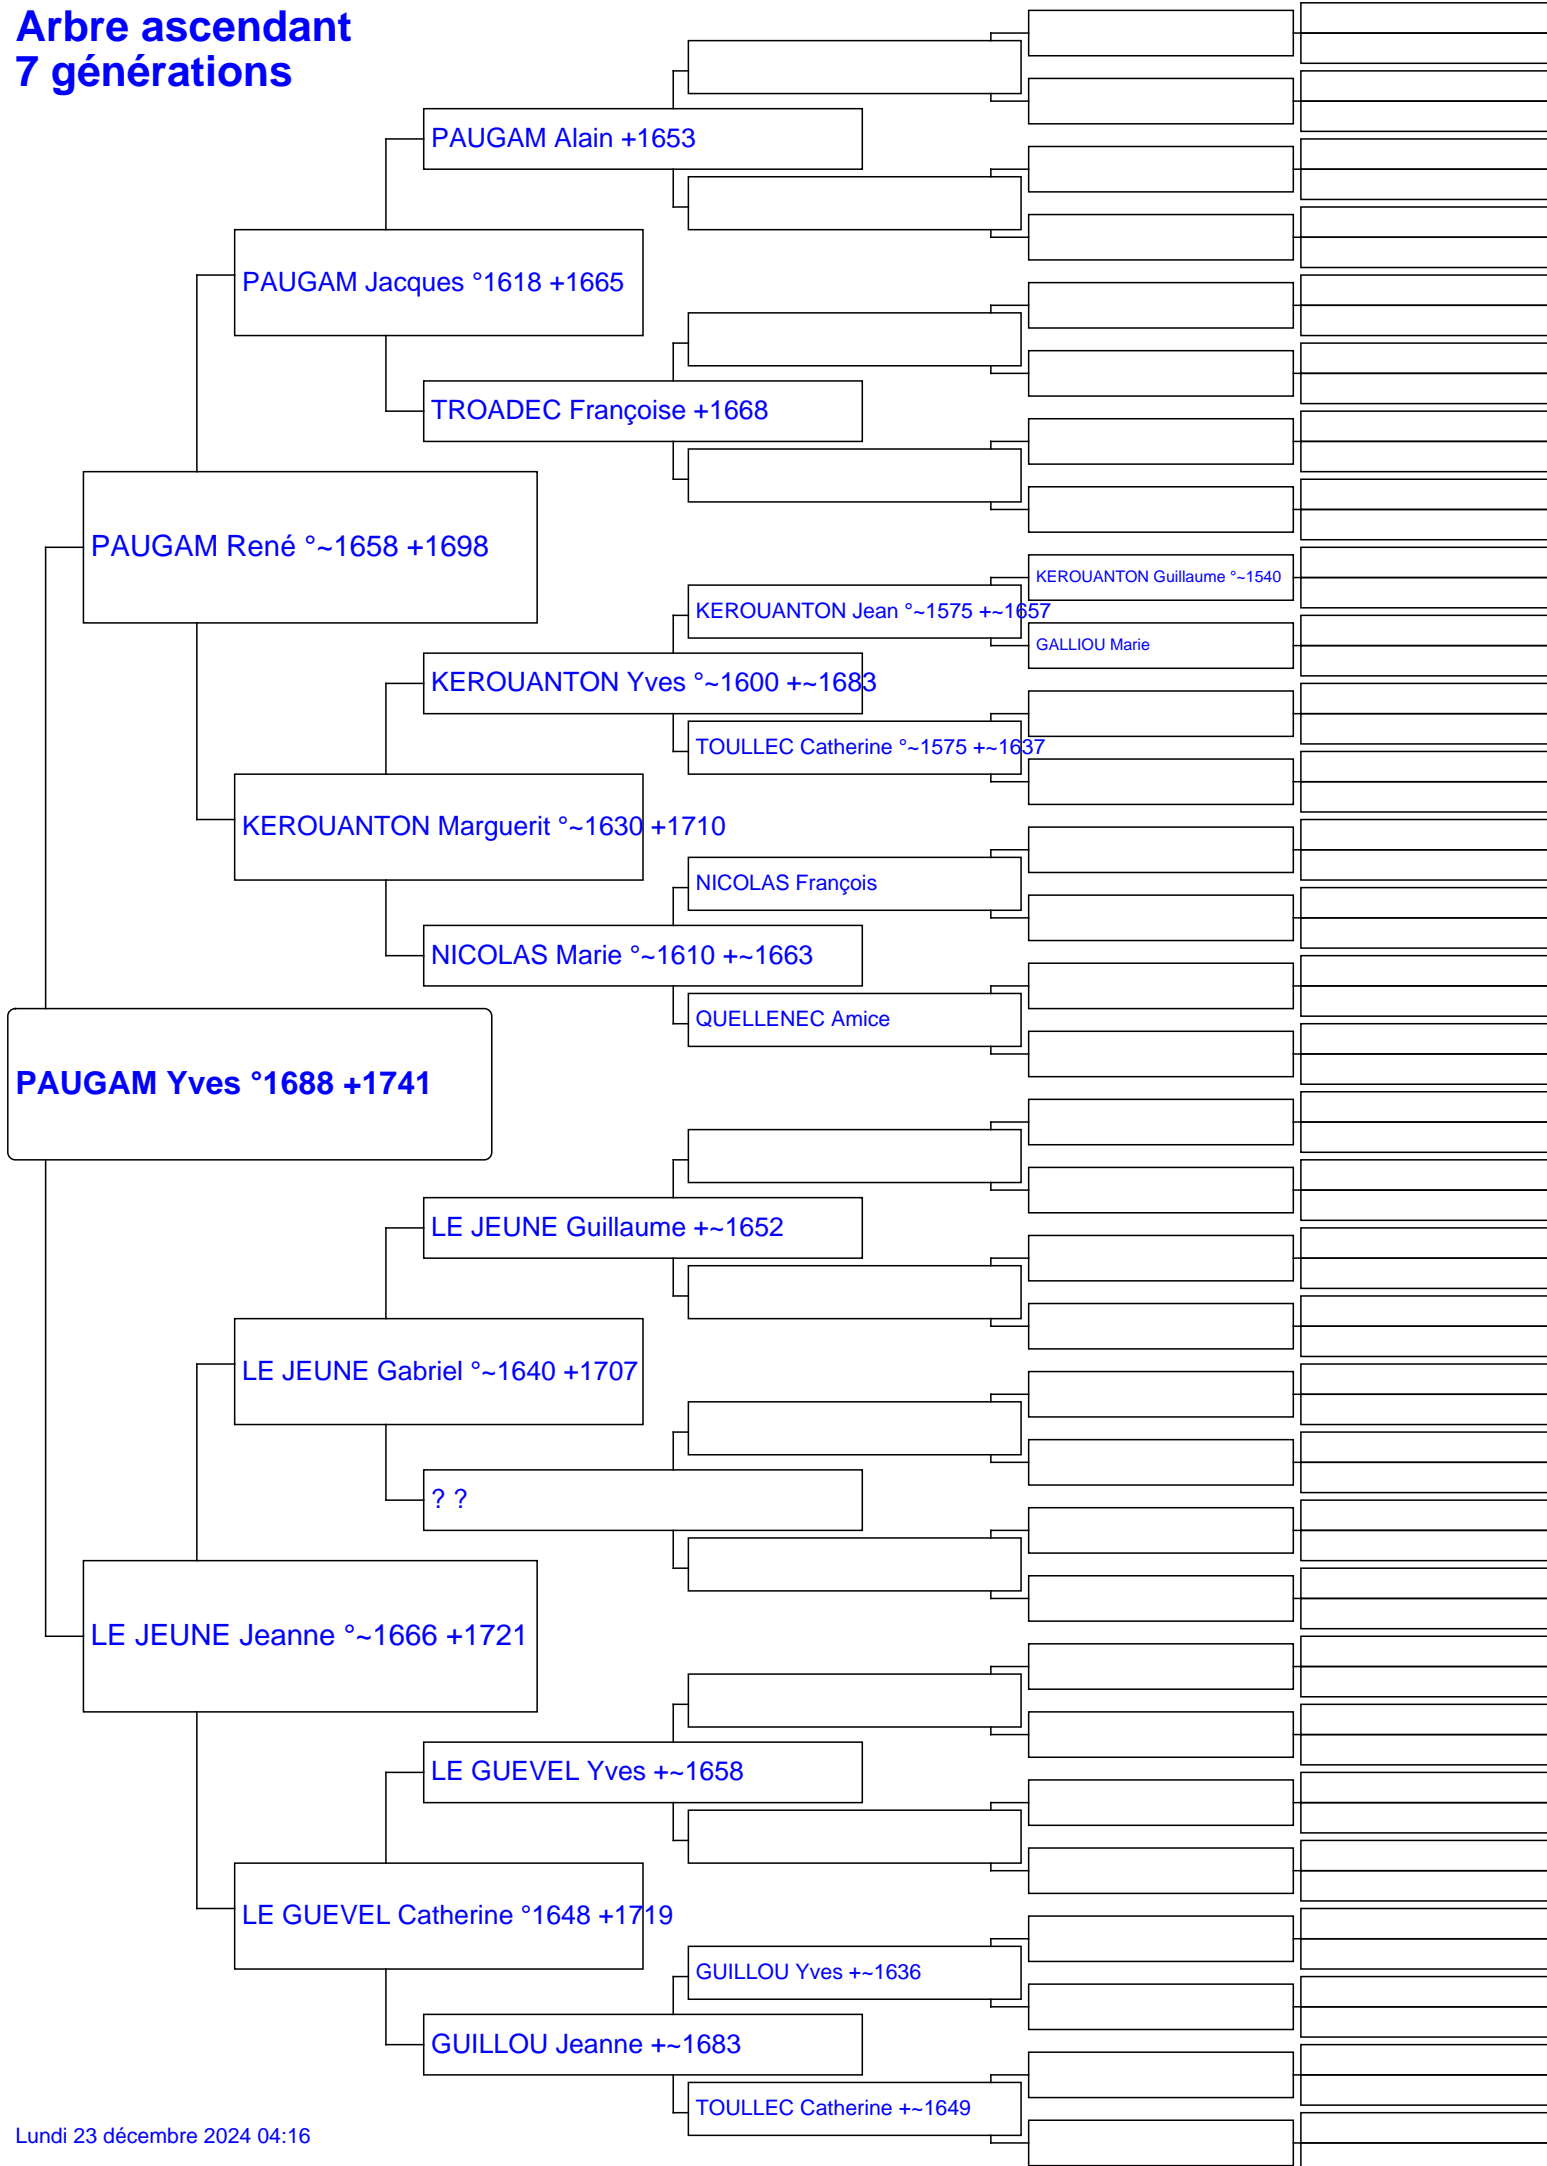 Arbre ascendant
7 générations
PAUGAM Alain +1653
PAUGAM Jacques °1618 +1665
TROADEC Françoise +1668
PAUGAM René °~1658 +1698
KEROUANTON Guillaume °~1540
KEROUANTON Jean °~1575 +~1657
GALLIOU Marie
KEROUANTON Yves °~1600 +~1683
TOULLEC Catherine °~1575 +~1637
KEROUANTON Marguerit °~1630 +1710
NICOLAS François
NICOLAS Marie °~1610 +~1663
QUELLENEC Amice
PAUGAM Yves °1688 +1741
LE JEUNE Guillaume +~1652
LE JEUNE Gabriel °~1640 +1707
? ?
LE JEUNE Jeanne °~1666 +1721
LE GUEVEL Yves +~1658
LE GUEVEL Catherine °1648 +1719
GUILLOU Yves +~1636
GUILLOU Jeanne +~1683
TOULLEC Catherine +~1649
Lundi 23 décembre 2024 04:16